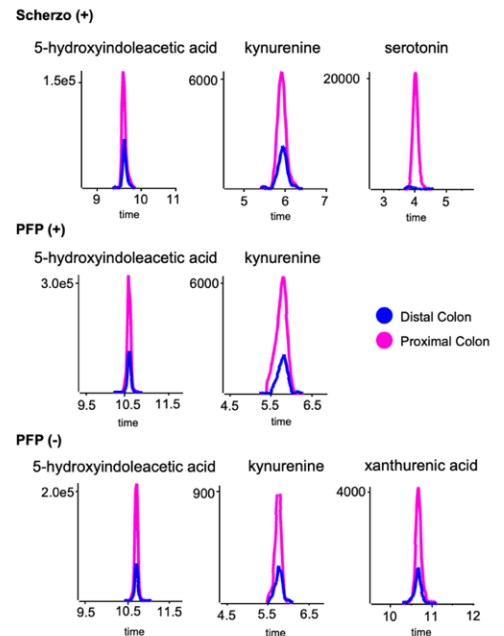 Scherzo (+)
5-hydroxyindoleacetic acid kynurenine serotonin
1.5e5 6000 20000
9 10 11 5 6 7 3 4 5
time time time
PFP (+)
5-hydroxyindoleacetic acid kynurenine
3.0e5 6000
Distal Colon
Proximal Colon
9.5 10.5 11.5 4.5 5.5 6.5
time time
PFP (-)
5-hydroxyindoleacetic acid kynurenine xanthurenic acid
2.0e5 900 4000
9.5 10.5 11.5 4.5 5.5 6.5 10 11 12
time time time